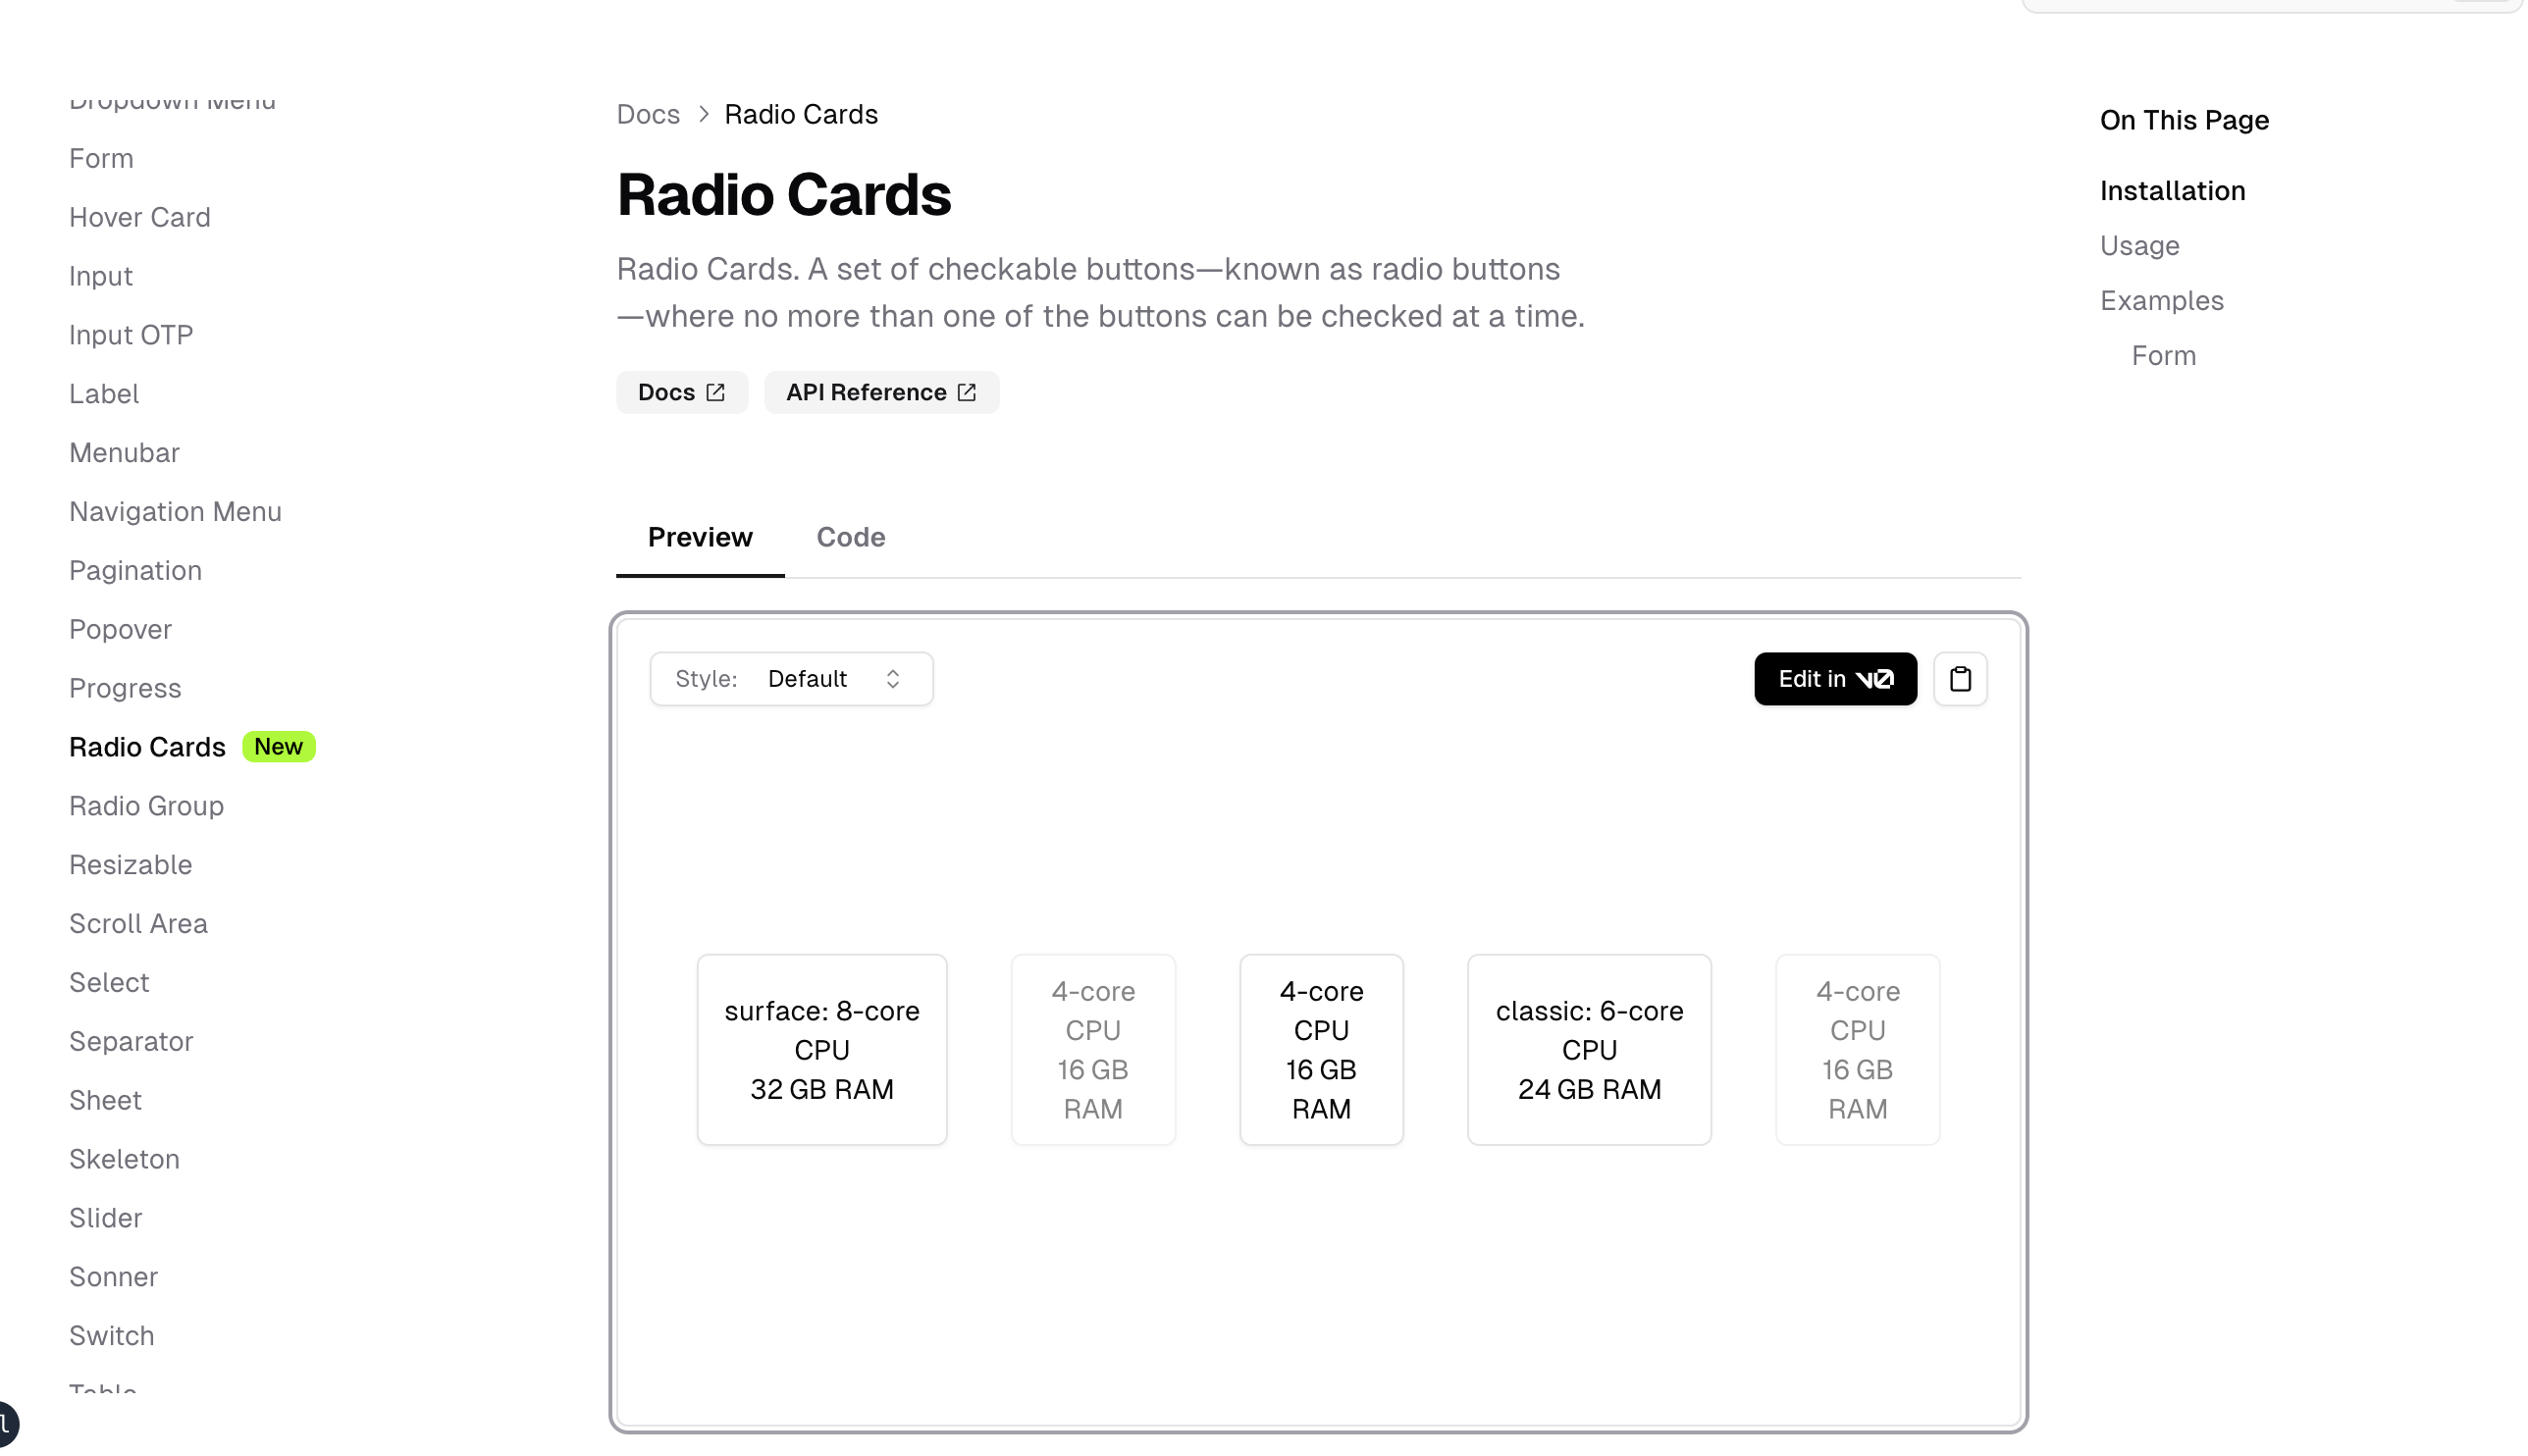 Dropdown Menu
Form
Hover Card
Input
Input OTP
Label
Menubar
Navigation Menu
Pagination
Popover
Progress
Radio Cards New
Radio Group
Resizable
Scroll Area
Select
Separator
Sheet
Skeleton
Slider
Sonner
Switch
Table
Docs > Radio Cards
Radio Cards
Radio Cards. A set of checkable buttons—known as radio buttons
—where no more than one of the buttons can be checked at a time.
Docs
API Reference
Preview
Code
Style: Default
Edit in v0
surface: 8-core
CPU
32 GB RAM
4-core
CPU
16 GB
RAM
4-core
CPU
16 GB
RAM
classic: 6-core
CPU
24 GB RAM
4-core
CPU
16 GB
RAM
On This Page
Installation
Usage
Examples
Form